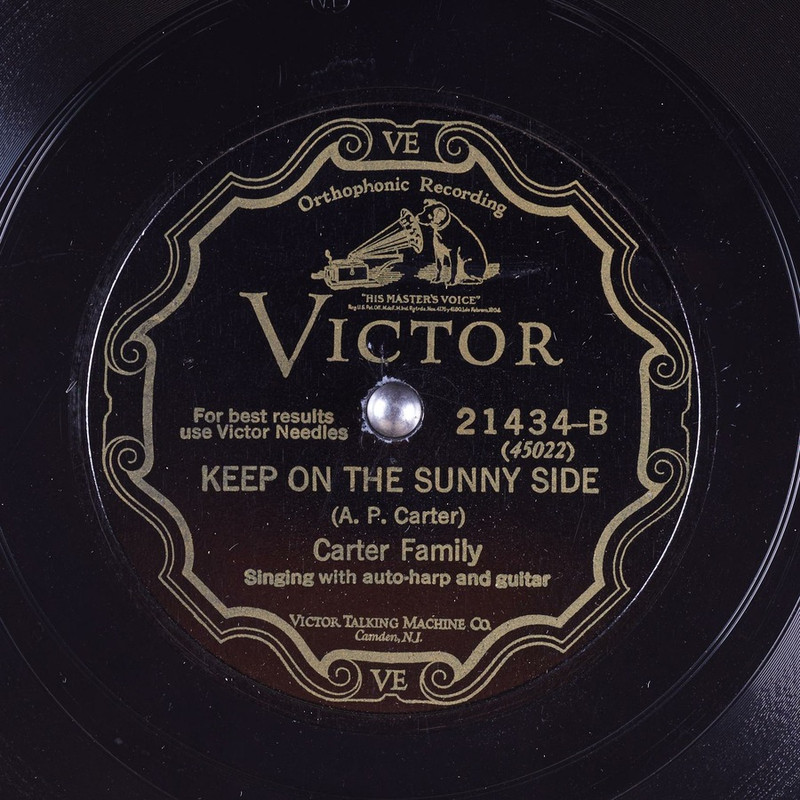 VE
Orthophonic Recording
"HIS MASTER'S VOICE"
VICTOR
For best results
use Victor Needles
21434-B
(45022)
KEEP ON THE SUNNY SIDE
(A. P. Carter)
Carter Family
Singing with auto-harp and guitar
VICTOR TALKING MACHINE CO.
Camden, N.J.
VE